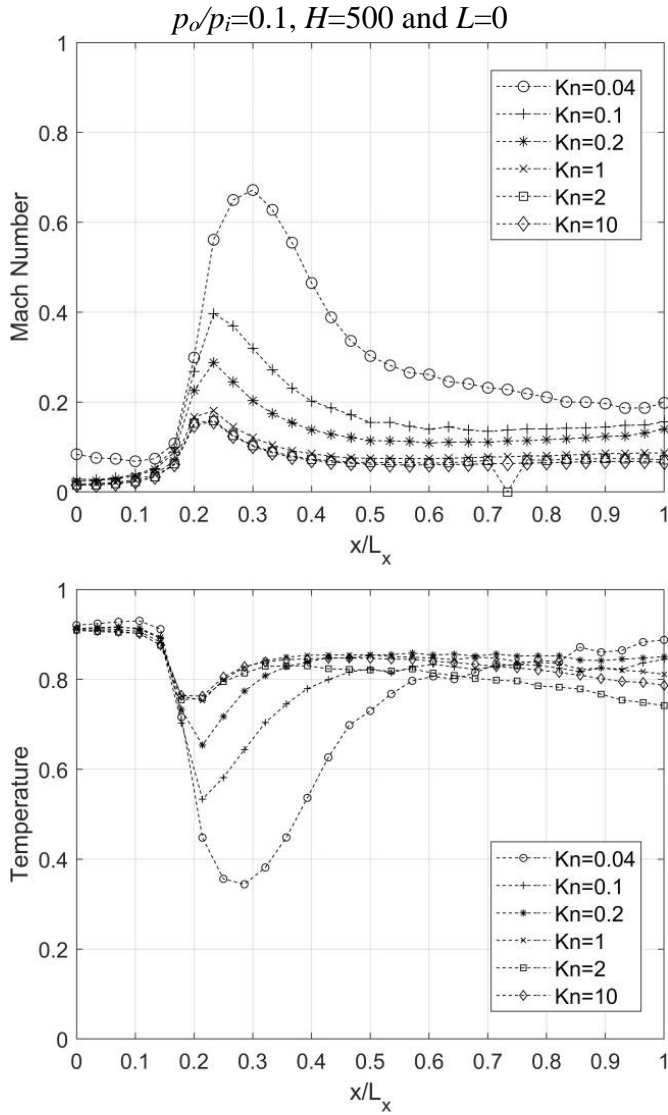 pₒ/pᵢ=0.1, H=500 and L=0
1
0.8
0.6
0.4
0.2
0
Mach Number
Kn=0.04
Kn=0.1
Kn=0.2
Kn=1
Kn=2
Kn=10
0 0.1 0.2 0.3 0.4 0.5 0.6 0.7 0.8 0.9 1
x/Lₓ
1
0.8
0.6
0.4
0.2
0
Temperature
Kn=0.04
Kn=0.1
Kn=0.2
Kn=1
Kn=2
Kn=10
0 0.1 0.2 0.3 0.4 0.5 0.6 0.7 0.8 0.9 1
x/Lₓ